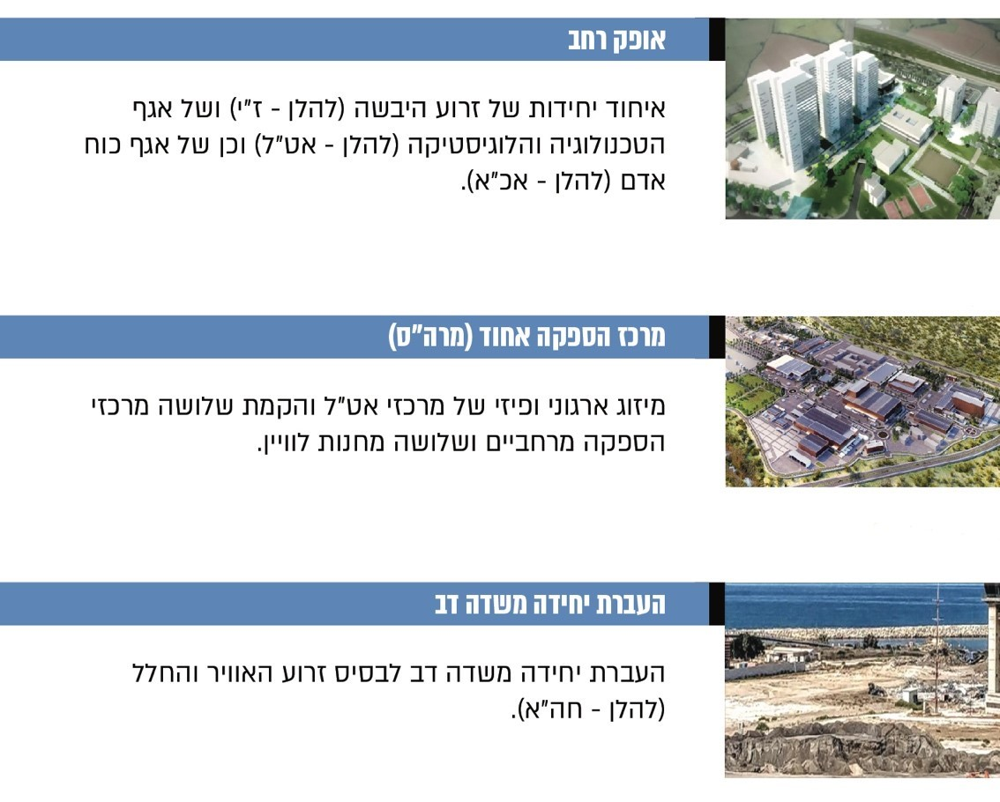 אופק רחב
איחוד יחידות של זרוע היבשה (להלן - ז"י) ושל אגף
הטכנולוגיה והלוגיסטיקה (להלן - אט"ל) וכן של אגף כוח
אדם (להלן - אכ"א).
מרכז הספקה אחוד (מרה"ס)
מיזוג ארגוני ופיזי של מרכזי אט"ל והקמת שלושה מרכזי
הספקה מרחביים ושלושה מחנות לוויין.
העברת יחידה משדה דב
העברת יחידה משדה דב לבסיס זרוע האוויר והחלל
(להלן - חה"א).